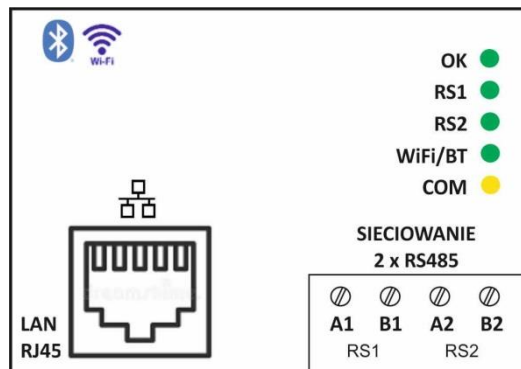 Wi-Fi
OK
RS1
RS2
WiFi/BT
COM
SIECIOWANIE
2 x RS485
A1 B1 A2 B2
RS1 RS2
LAN
RJ45
dreamstime